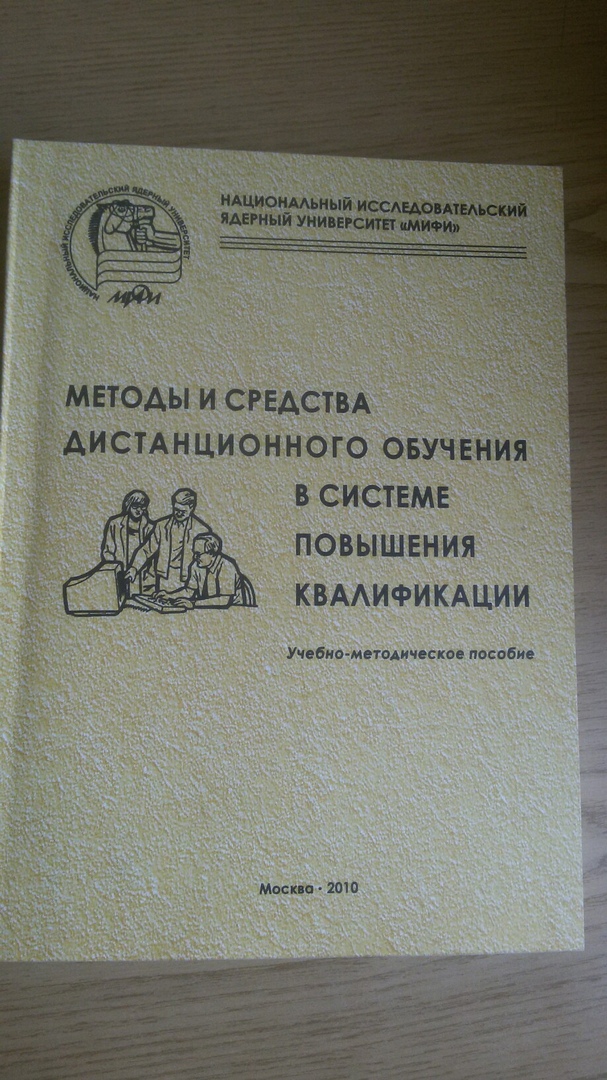 НАЦИОНАЛЬНЫЙ ИССЛЕДОВАТЕЛЬСКИЙ ЯДЕРНЫЙ УНИВЕРСИТЕТ
МИФИ
НАЦИОНАЛЬНЫЙ ИССЛЕДОВАТЕЛЬСКИЙ
ЯДЕРНЫЙ УНИВЕРСИТЕТ «МИФИ»
МЕТОДЫ И СРЕДСТВА
ДИСТАНЦИОННОГО ОБУЧЕНИЯ
В СИСТЕМЕ
ПОВЫШЕНИЯ
КВАЛИФИКАЦИИ
Учебно-методическое пособие
Москва · 2010